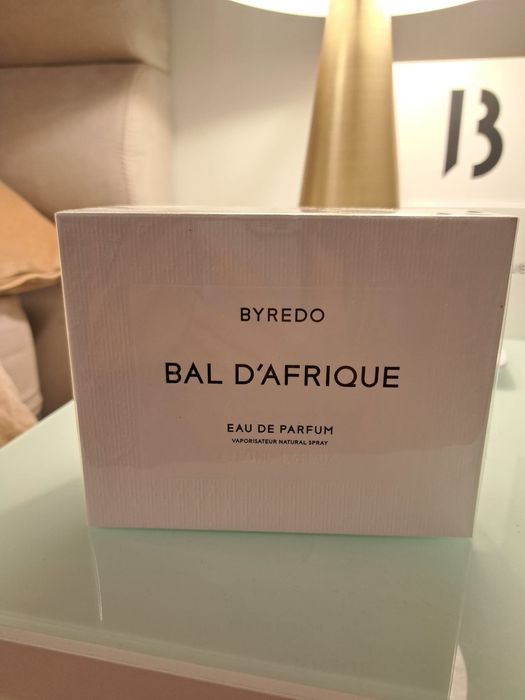 B
BYREDO
BAL D'AFRIQUE
EAU DE PARFUM
VAPORISATEUR NATURAL SPRAY